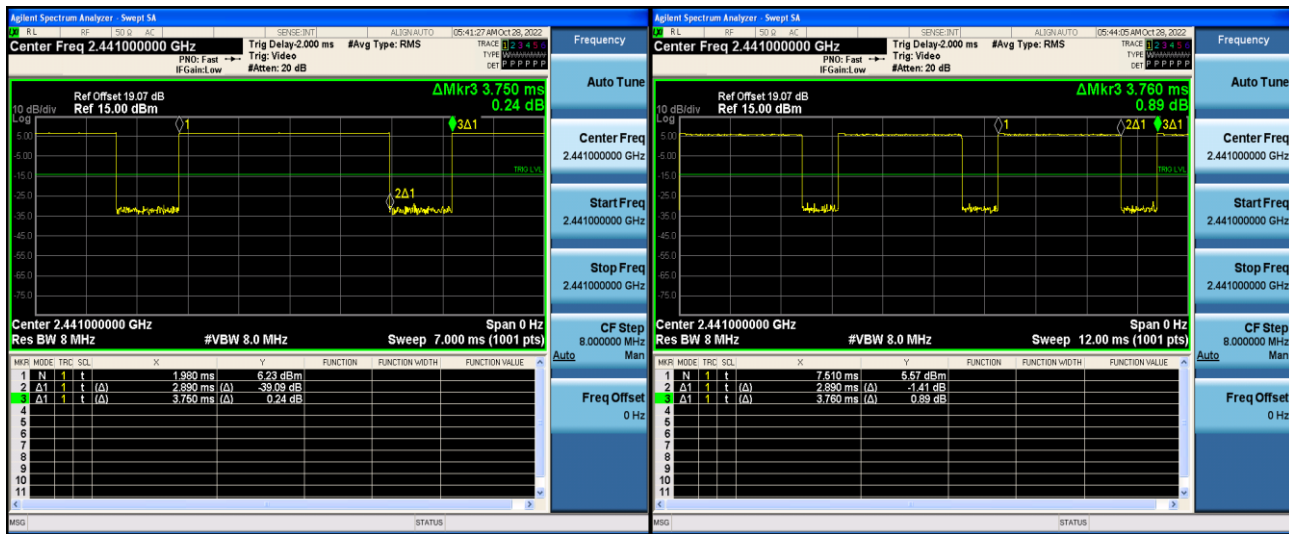 Agilent Spectrum Analyzer - Swept SA
RL RF 50 Ω AC SENSE:INT ALIGN AUTO 05:41:27 AM Oct 28, 2022
Center Freq 2.441000000 GHz
Trig Delay-2.000 ms #Avg Type: RMS
TRACE 1 2 3 4 5 6
PNO: Fast Trig: Video
TYPE
IFGain:Low #Atten: 20 dB
DET P P P P P P
Ref Offset 19.07 dB
ΔMkr3 3.750 ms
10 dB/div Ref 15.00 dBm
0.24 dB
Log
5.00
-5.00
-15.0
-25.0
-35.0
-45.0
-55.0
-65.0
-75.0
1
3Δ1
TRIG LVL
2Δ1
Center 2.441000000 GHz Span 0 Hz
Res BW 8 MHz #VBW 8.0 MHz Sweep 7.000 ms (1001 pts)
MKR MODE TRC SCL X Y FUNCTION FUNCTION WIDTH FUNCTION VALUE
1 N 1 t 1.980 ms 6.23 dBm
2 Δ1 1 t (Δ) 2.890 ms (Δ) -39.09 dB
3 Δ1 1 t (Δ) 3.750 ms (Δ) 0.24 dB
4
5
6
7
8
9
10
11
MSG STATUS
Frequency
Auto Tune
Center Freq
2.441000000 GHz
Start Freq
2.441000000 GHz
Stop Freq
2.441000000 GHz
CF Step
8.000000 MHz
Auto Man
Freq Offset
0 Hz
Agilent Spectrum Analyzer - Swept SA
RL RF 50 Ω AC SENSE:INT ALIGN AUTO 05:44:05 AM Oct 28, 2022
Center Freq 2.441000000 GHz
Trig Delay-2.000 ms #Avg Type: RMS
TRACE 1 2 3 4 5 6
PNO: Fast Trig: Video
TYPE
IFGain:Low #Atten: 20 dB
DET P P P P P P
Ref Offset 19.07 dB
ΔMkr3 3.760 ms
10 dB/div Ref 15.00 dBm
0.89 dB
Log
5.00
-5.00
-15.0
-25.0
-35.0
-45.0
-55.0
-65.0
-75.0
1
2Δ1
3Δ1
TRIG LVL
Center 2.441000000 GHz Span 0 Hz
Res BW 8 MHz #VBW 8.0 MHz Sweep 12.00 ms (1001 pts)
MKR MODE TRC SCL X Y FUNCTION FUNCTION WIDTH FUNCTION VALUE
1 N 1 t 7.510 ms 5.57 dBm
2 Δ1 1 t (Δ) 2.890 ms (Δ) -1.41 dB
3 Δ1 1 t (Δ) 3.760 ms (Δ) 0.89 dB
4
5
6
7
8
9
10
11
MSG STATUS
Frequency
Auto Tune
Center Freq
2.441000000 GHz
Start Freq
2.441000000 GHz
Stop Freq
2.441000000 GHz
CF Step
8.000000 MHz
Auto Man
Freq Offset
0 Hz